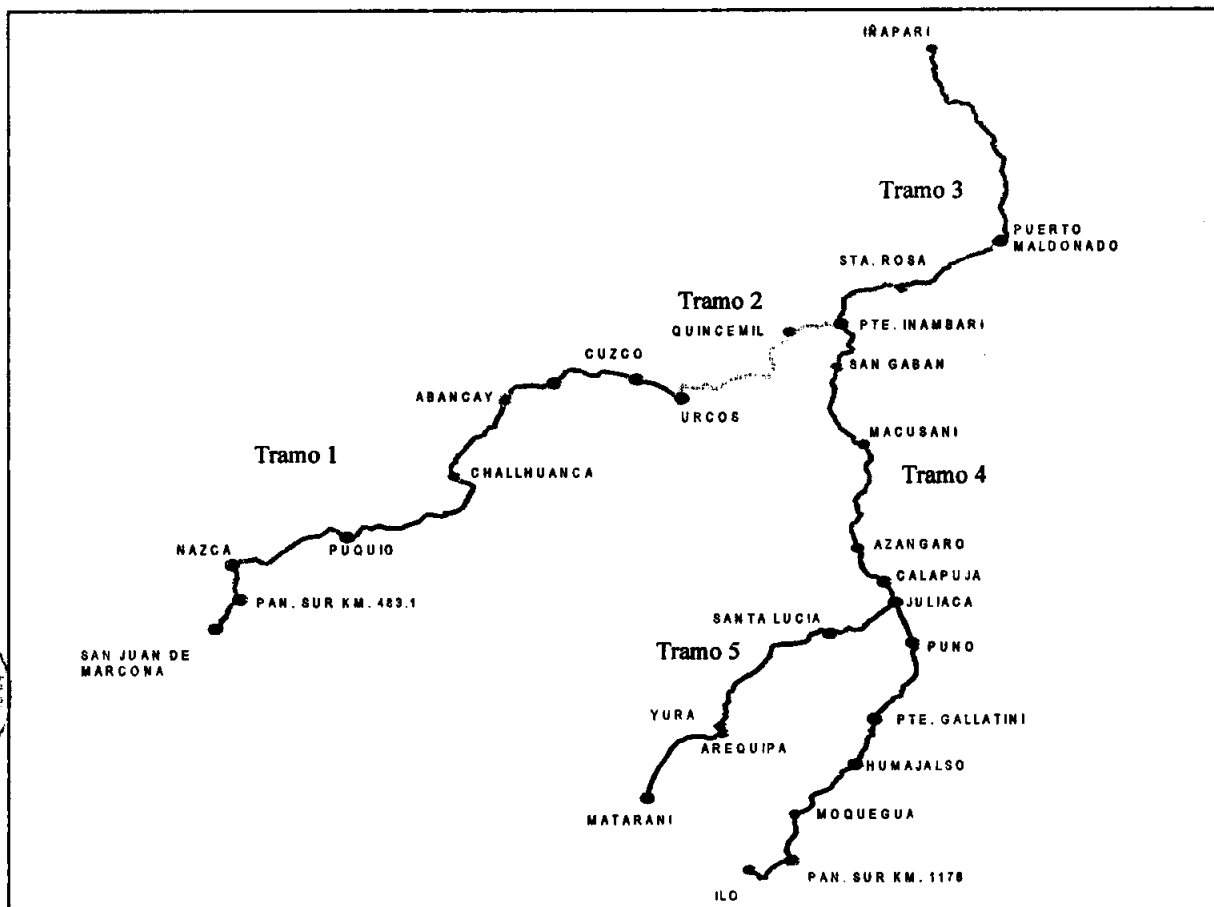 IÑAPARI
Tramo 3
PUERTO
MALDONADO
STA. ROSA
Tramo 2
QUINCEMIL
PTE. INAMBARI
CUZCO
SAN GABAN
ABANCAY
URCOS
MACUSANI
Tramo 1
CHALLHUANCA
Tramo 4
NAZCA
PUQUIO
AZANGARO
CALAPUJA
PAN. SUR KM. 483.1
JULIACA
SANTA LUCIA
SAN JUAN DE
MARCONA
Tramo 5
PUNO
YURA
PTE. GALLATINI
AREQUIPA
HUMAJALSO
MATARANI
MOQUEGUA
PAN. SUR KM. 1178
ILO